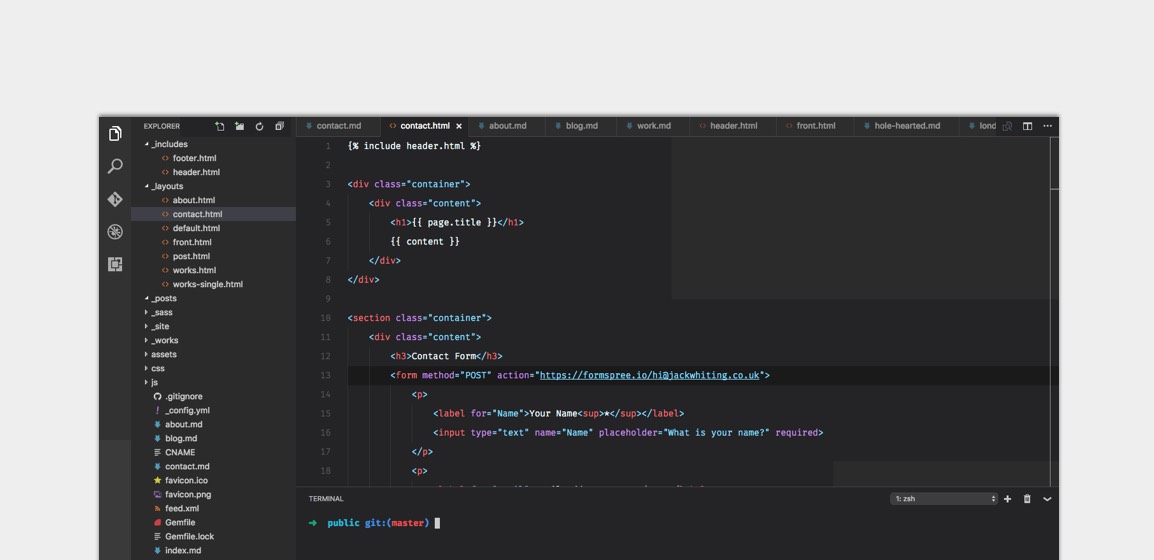 EXPLORER
_includes
footer.html
header.html
_layouts
about.html
contact.html
default.html
front.html
post.html
works.html
works-single.html
_posts
_sass
_site
_works
assets
css
js
.gitignore
_config.yml
about.md
blog.md
CNAME
contact.md
favicon.ico
favicon.png
feed.xml
Gemfile
Gemfile.lock
index.md
contact.md contact.html about.md blog.md work.md header.html front.html hole-hearted.md lond
1 {% include header.html %}
2
3 <div class="container">
4 <div class="content">
5 <h1>{{ page.title }}</h1>
6 {{ content }}
7 </div>
8 </div>
9
10 <section class="container">
11 <div class="content">
12 <h3>Contact Form</h3>
13 <form method="POST" action="https://formspree.io/hi@jackwhiting.co.uk">
14 <p>
15 <label for="Name">Your Name<sup>*</sup></label>
16 <input type="text" name="Name" placeholder="What is your name?" required>
17 </p>
18 <p>
TERMINAL 1: zsh
➜ public git:(master)